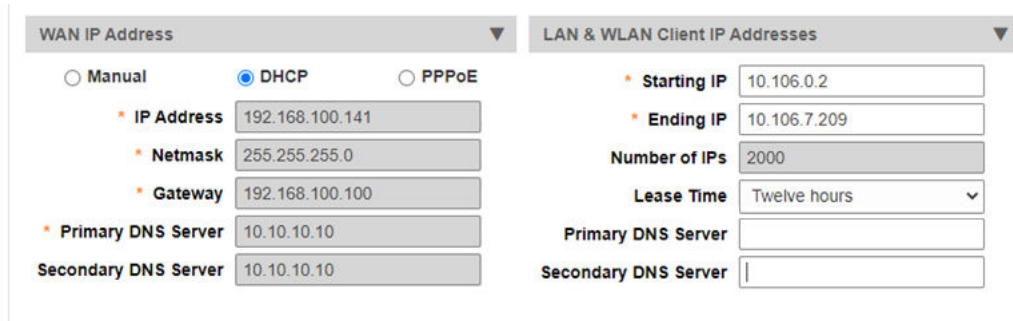 WAN IP Address ▼
Manual DHCP PPPoE
* IP Address 192.168.100.141
* Netmask 255.255.255.0
* Gateway 192.168.100.100
* Primary DNS Server 10.10.10.10
Secondary DNS Server 10.10.10.10
LAN & WLAN Client IP Addresses ▼
* Starting IP 10.106.0.2
* Ending IP 10.106.7.209
Number of IPs 2000
Lease Time Twelve hours
Primary DNS Server
Secondary DNS Server